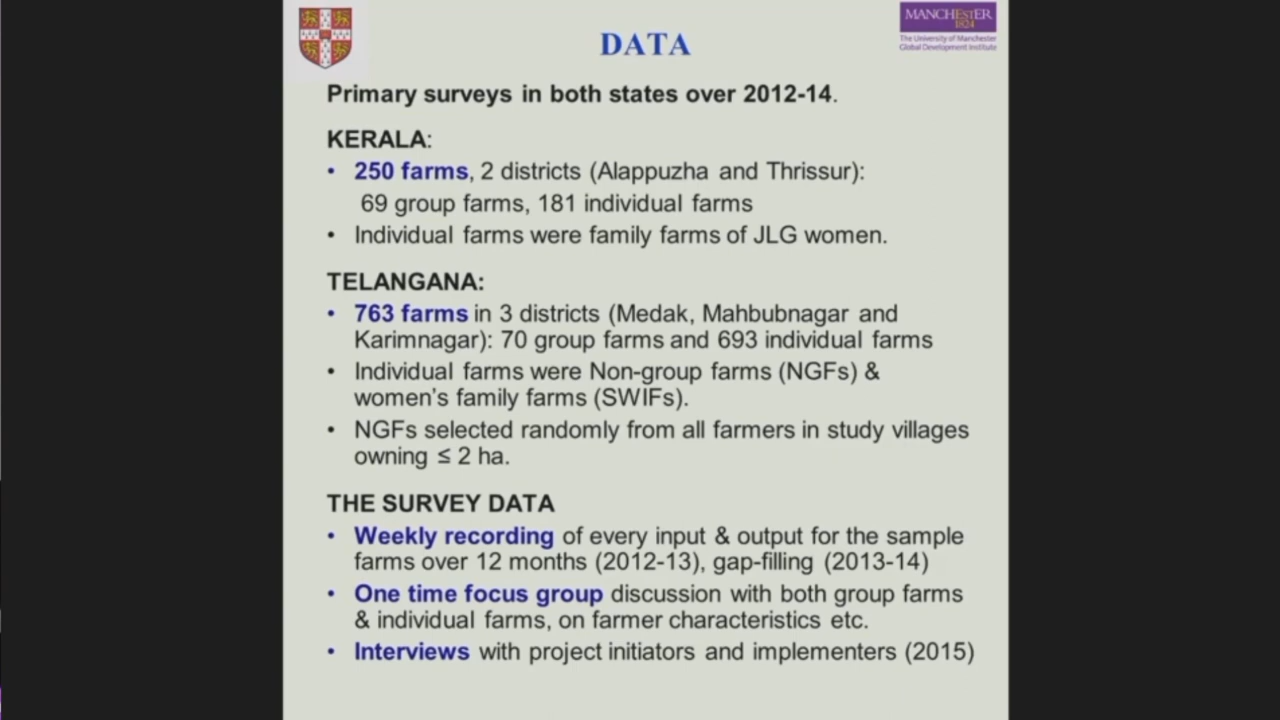 MANCHESTER
1824
The University of Manchester
Global Development Institute
DATA
Primary surveys in both states over 2012-14.
KERALA:
• 250 farms, 2 districts (Alappuzha and Thrissur):
69 group farms, 181 individual farms
• Individual farms were family farms of JLG women.
TELANGANA:
• 763 farms in 3 districts (Medak, Mahbubnagar and
Karimnagar): 70 group farms and 693 individual farms
• Individual farms were Non-group farms (NGFs) &
women's family farms (SWIFs).
• NGFs selected randomly from all farmers in study villages
owning ≤ 2 ha.
THE SURVEY DATA
• Weekly recording of every input & output for the sample
farms over 12 months (2012-13), gap-filling (2013-14)
• One time focus group discussion with both group farms
& individual farms, on farmer characteristics etc.
• Interviews with project initiators and implementers (2015)